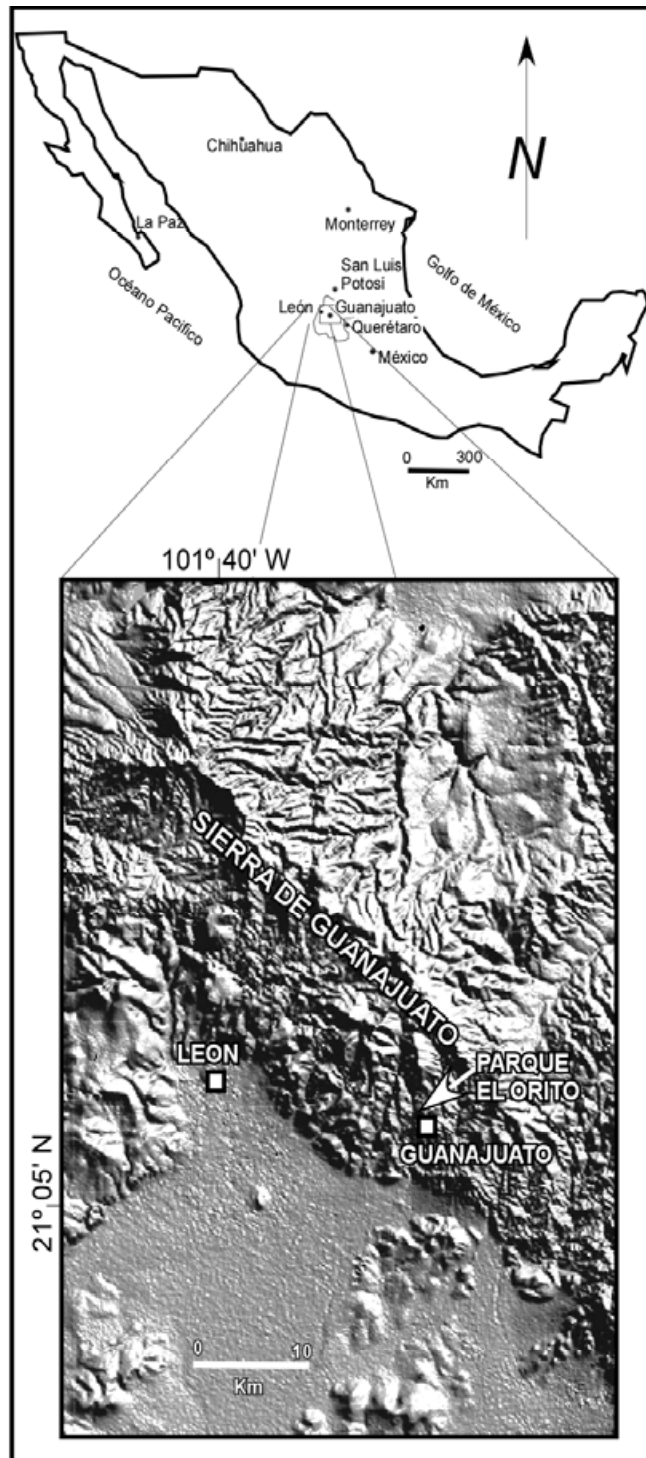 N
Chihuahua
La Paz
Monterrey
Golfo de México
San Luis
Potosí
Océano Pacífico
León
Guanajuato
Querétaro
México
0 300
Km
101º 40' W
SIERRA DE GUANAJUATO
LEON
PARQUE
EL ORITO
GUANAJUATO
21º 05' N
0 10
Km